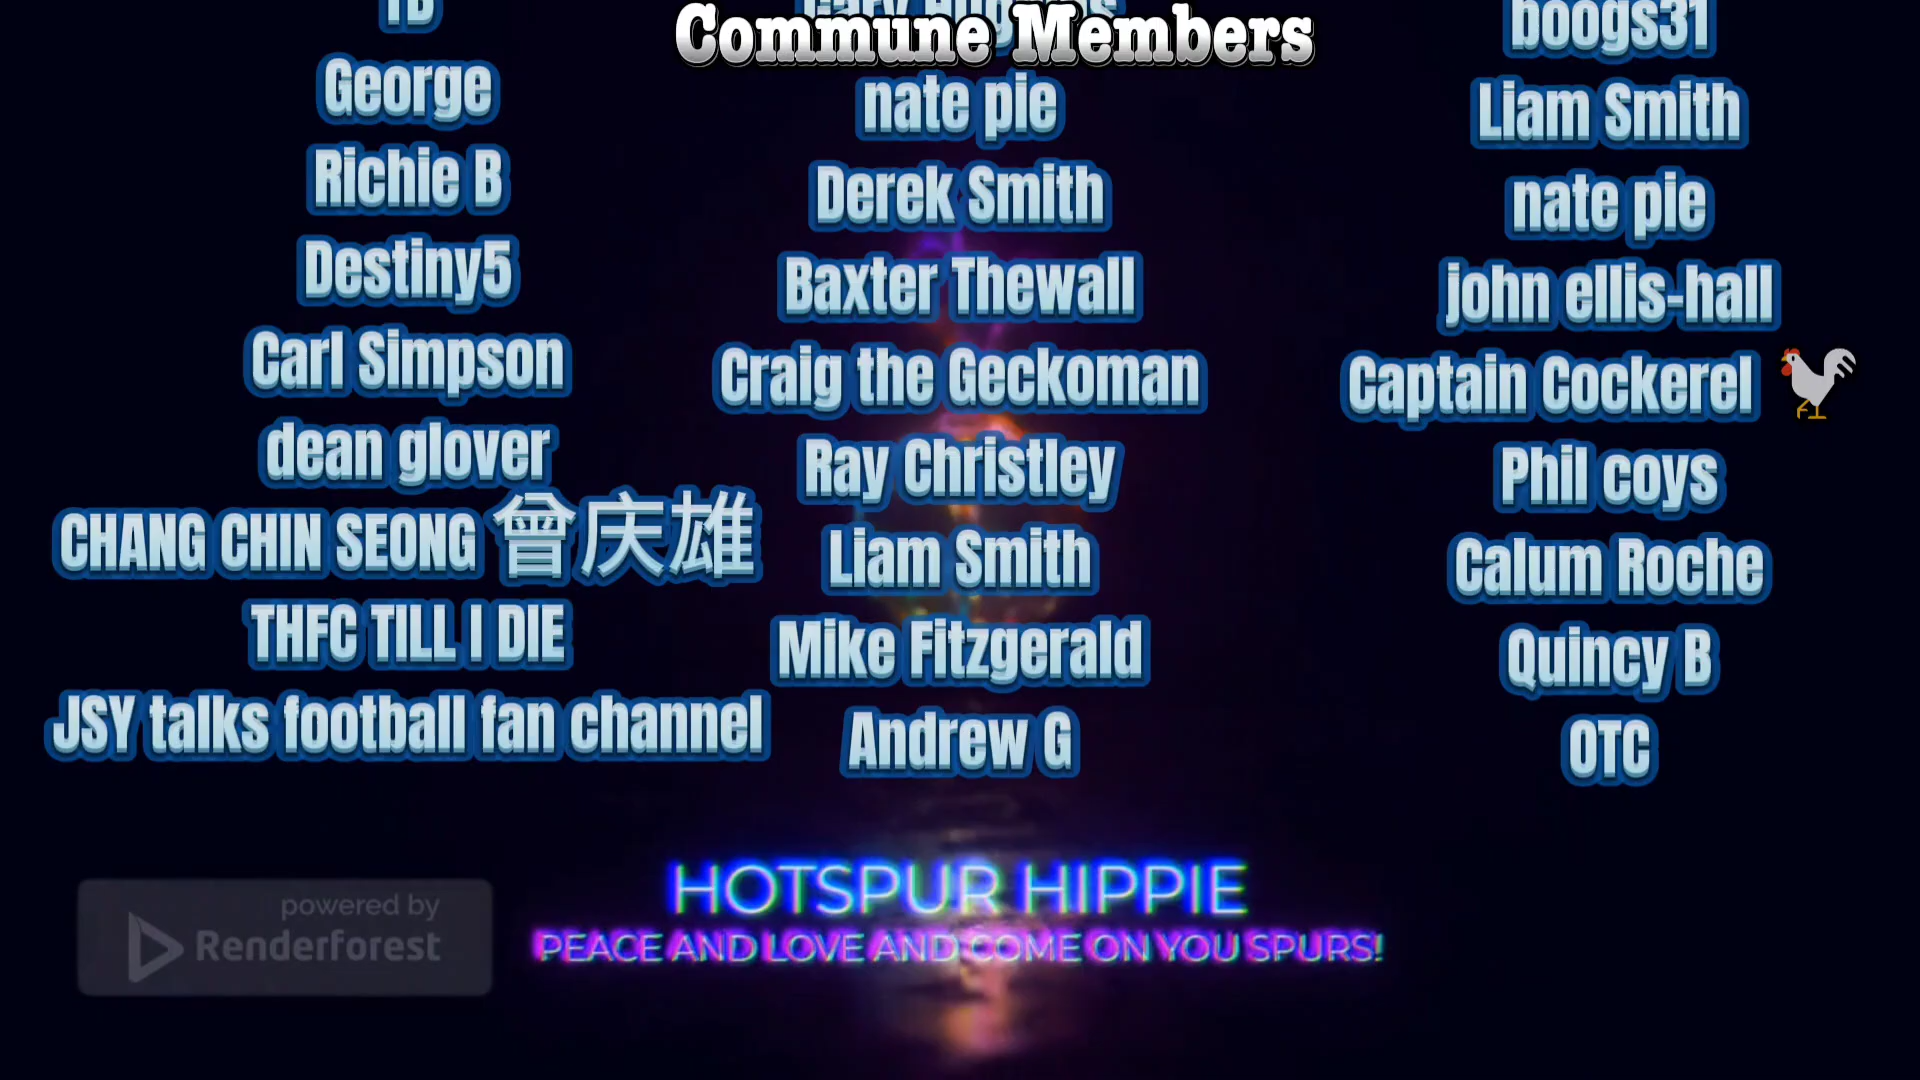 Commune Members
TB
George
Richie B
Destiny5
Carl Simpson
dean glover
CHANG CHIN SEONG 曾庆雄
THFC TILL I DIE
JSY talks football fan channel
nate pie
Derek Smith
Baxter Thewall
Craig the Geckoman
Ray Christley
Liam Smith
Mike Fitzgerald
Andrew G
boogs31
Liam Smith
nate pie
john ellis-hall
Captain Cockerel 🐓
Phil coys
Calum Roche
Quincy B
OTC
HOTSPUR HIPPIE
PEACE AND LOVE AND COME ON YOU SPURS!
powered by
Renderforest